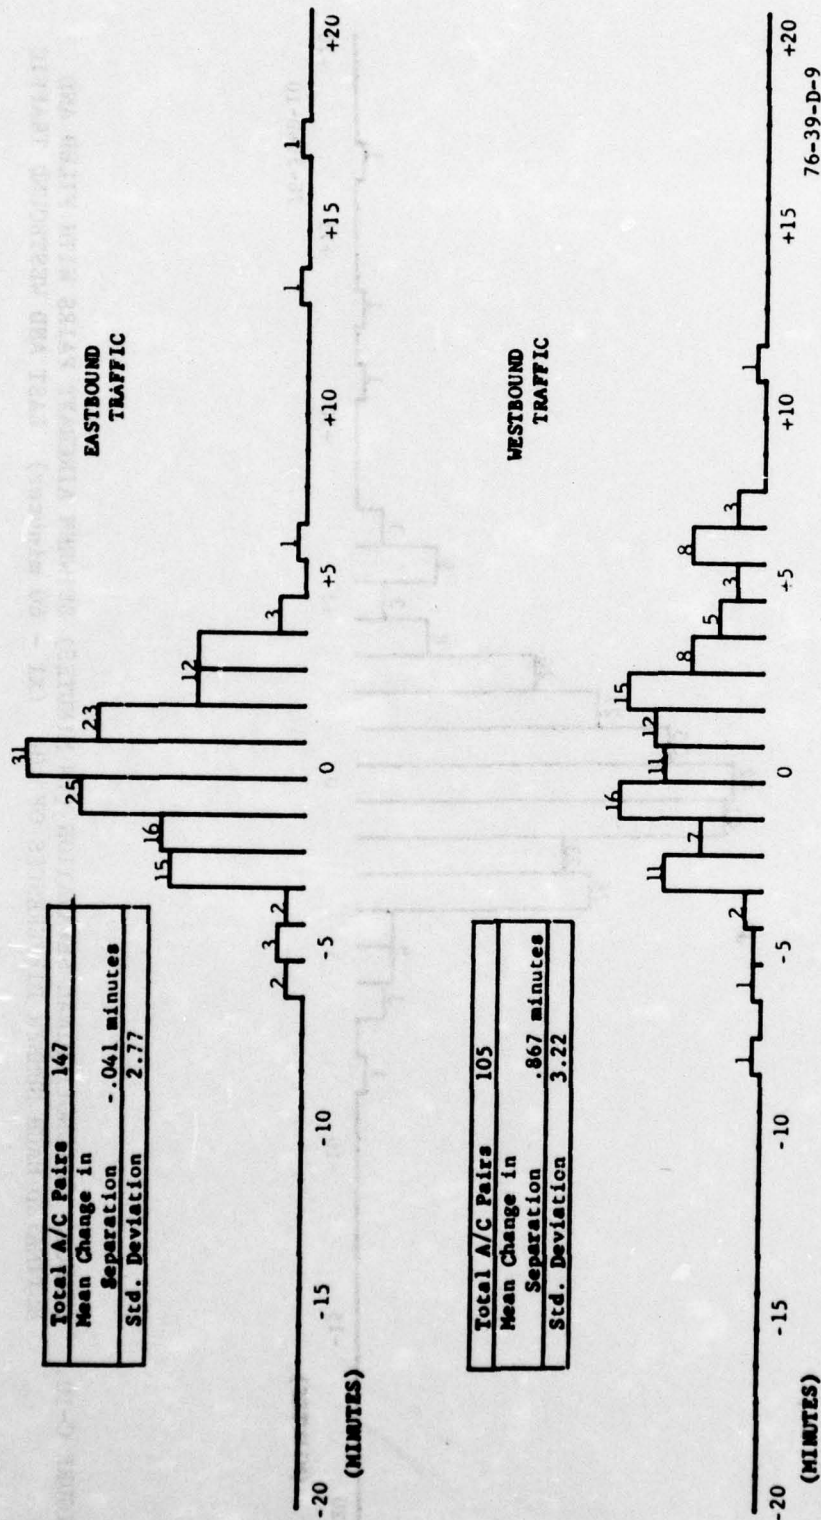 EASTBOUND
TRAFFIC
Total A/C Pairs 147
Mean Change in
Separation -.041 minutes
Std. Deviation 2.77
2
3
2
15
16
25
31
23
12
3
1
1
1
-20 -15 -10 -5 0 +5 +10 +15 +20
(MINUTES)
WESTBOUND
TRAFFIC
Total A/C Pairs 105
Mean Change in
Separation .867 minutes
Std. Deviation 3.22
1
1
2
11
7
16
11
12
15
8
5
3
8
3
1
-20 -15 -10 -5 0 +5 +10 +15 +20
(MINUTES)
76-39-D-9